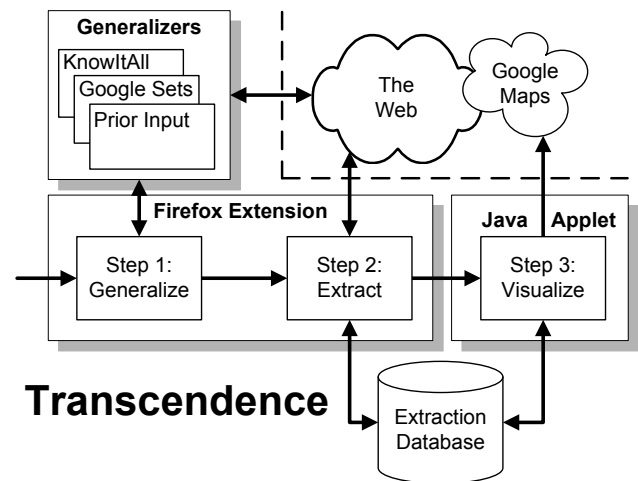 Generalizers
KnowItAll
Google Sets
Prior Input
The
Web
Google
Maps
Firefox Extension
Java Applet
Step 1:
Generalize
Step 2:
Extract
Step 3:
Visualize
Transcendence
Extraction
Database